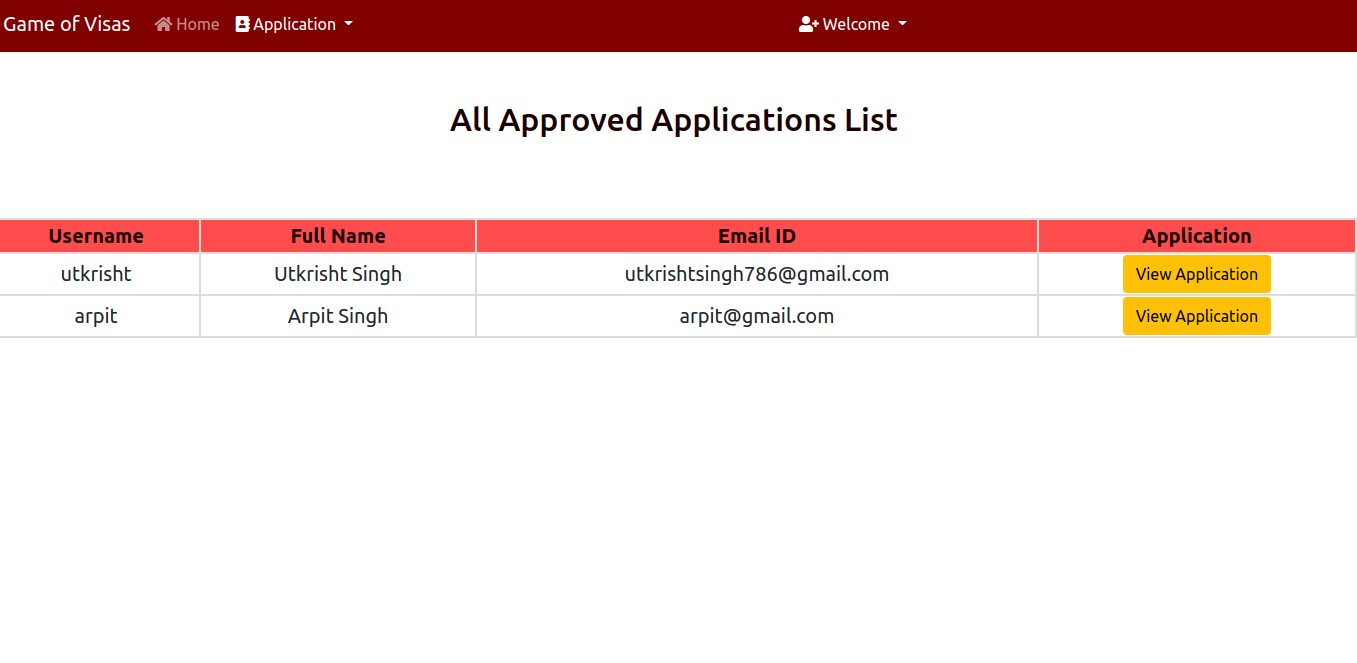 Game of Visas Home Application Welcome
All Approved Applications List
Username Full Name Email ID Application
utkrisht Utkrisht Singh utkrishtsingh786@gmail.com View Application
arpit Arpit Singh arpit@gmail.com View Application